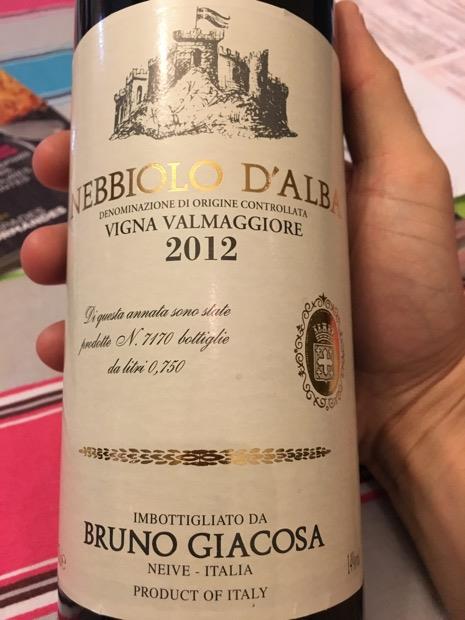 NEBBIOLO D'ALBA
DENOMINAZIONE DI ORIGINE CONTROLLATA
VIGNA VALMAGGIORE
2012
Di questa annata sono state
prodotte N. 7170 bottiglie
da litri 0,750
IMBOTTIGLIATO DA
BRUNO GIACOSA
NEIVE - ITALIA
PRODUCT OF ITALY